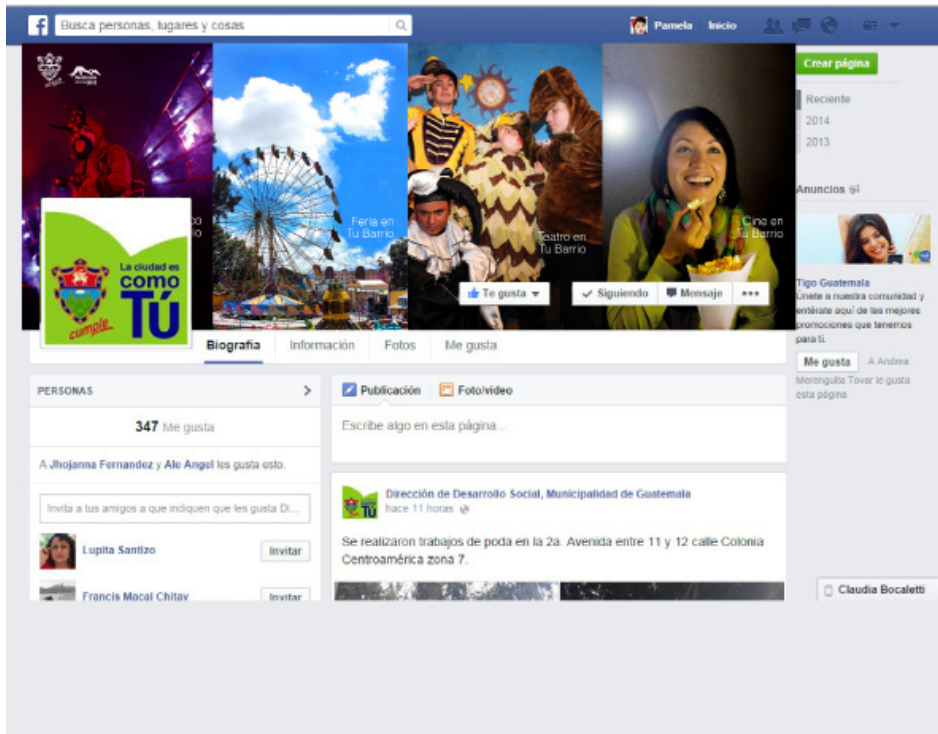 Busca personas, lugares y cosas
Pamela
Inicio
co
Tu Barrio
Feria en
Tu Barrio
Teatro en
Tu Barrio
Cine en
Tu Barrio
La ciudad es
como
TÚ
cumple
Te gusta
Siguiendo
Mensaje
Biografía
Información
Fotos
Me gusta
PERSONAS
347 Me gusta
A Jhojanna Fernandez y Ale Angel les gusta esto.
Invita a tus amigos a que indiquen que les gusta Di...
Lupita Santizo
Invitar
Francis Macal Chitay
Invitar
Publicación
Foto/vídeo
Escribe algo en esta página...
Dirección de Desarrollo Social, Municipalidad de Guatemala
hace 11 horas
Se realizaron trabajos de poda en la 2a. Avenida entre 11 y 12 calle Colonia
Centroamérica zona 7.
Crear página
Reciente
2014
2013
Anuncios
Tigo Guatemala
Únete a nuestra comunidad y
entérate aquí de las mejores
promociones que tenemos
para ti.
Me gusta
A Andrea
Merenguita Tovar le gusta
esta página
Claudia Bocaletti